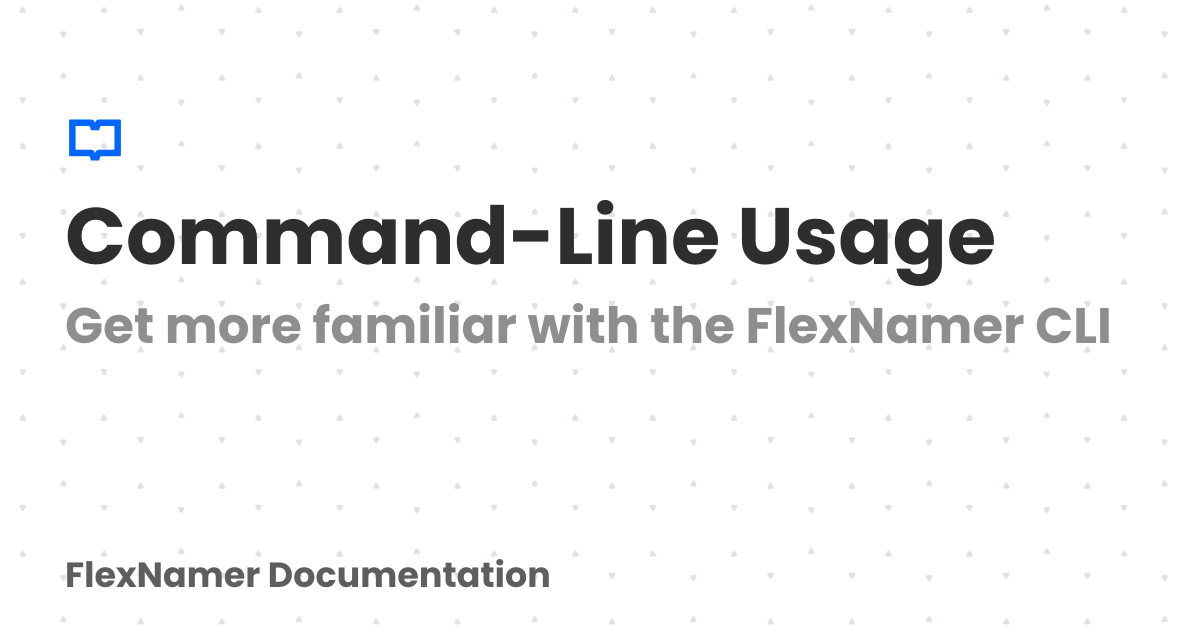 Command-Line Usage
Get more familiar with the FlexNamer CLI
FlexNamer Documentation